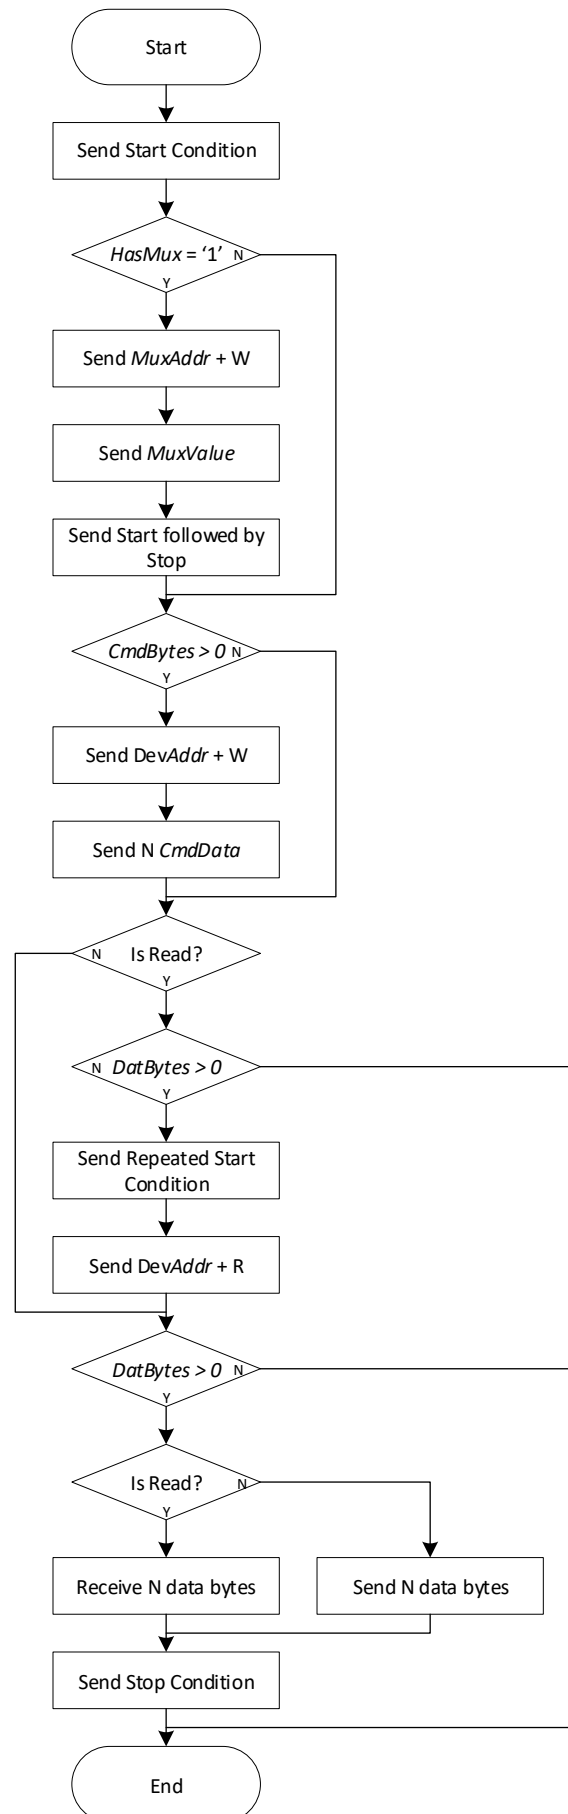 Start
Send Start Condition
HasMux = ‘1’ N
Y
Send MuxAddr + W
Send MuxValue
Send Start followed by
Stop
CmdBytes > 0 N
Y
Send DevAddr + W
Send N CmdData
N Is Read?
Y
N DatBytes > 0
Y
Send Repeated Start
Condition
Send DevAddr + R
DatBytes > 0 N
Y
Is Read? N
Y
Receive N data bytes
Send N data bytes
Send Stop Condition
End